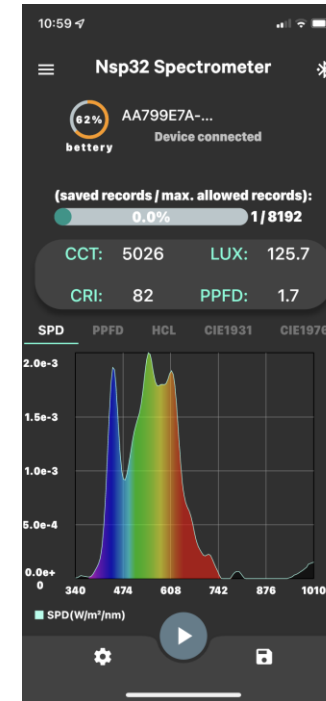 10:59
Nsp32 Spectrometer
62%
bettery
AA799E7A-...
Device connected
(saved records / max. allowed records):
0.0%
1/8192
CCT: 5026 LUX: 125.7
CRI: 82 PPFD: 1.7
SPD PPFD HCL CIE1931 CIE1976
2.0e-3
1.5e-3
1.0e-3
5.0e-4
0.0e+
0
340 474 608 742 876 1010
SPD(W/m²/nm)